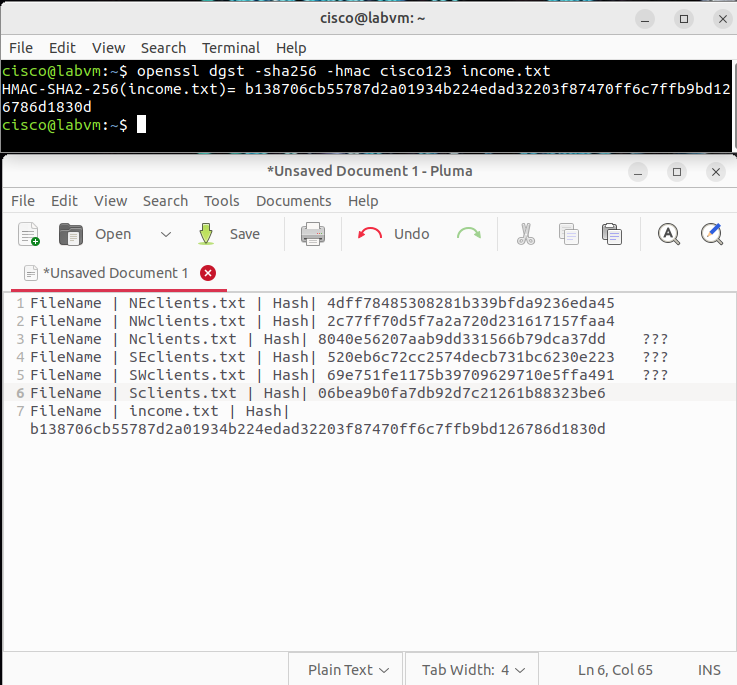 cisco@labvm: ~
File Edit View Search Terminal Help
cisco@labvm:~$ openssl dgst -sha256 -hmac cisco123 income.txt
HMAC-SHA2-256(income.txt)= b138706cb55787d2a01934b224edad32203f87470ff6c7ffb9bd12
6786d1830d
cisco@labvm:~$
*Unsaved Document 1 - Pluma
File Edit View Search Tools Documents Help
Open Save Undo
*Unsaved Document 1
1 FileName | NEclients.txt | Hash| 4dff78485308281b339bfda9236eda45
2 FileName | NWclients.txt | Hash| 2c77ff70d5f7a2a720d231617157faa4
3 FileName | Nclients.txt | Hash| 8040e56207aab9dd331566b79dca37dd ???
4 FileName | SEclients.txt | Hash| 520eb6c72cc2574decb731bc6230e223 ???
5 FileName | SWclients.txt | Hash| 69e751fe1175b39709629710e5ffa491 ???
6 FileName | Sclients.txt | Hash| 06bea9b0fa7db92d7c21261b88323be6
7 FileName | income.txt | Hash|
b138706cb55787d2a01934b224edad32203f87470ff6c7ffb9bd126786d1830d
Plain Text Tab Width: 4 Ln 6, Col 65 INS